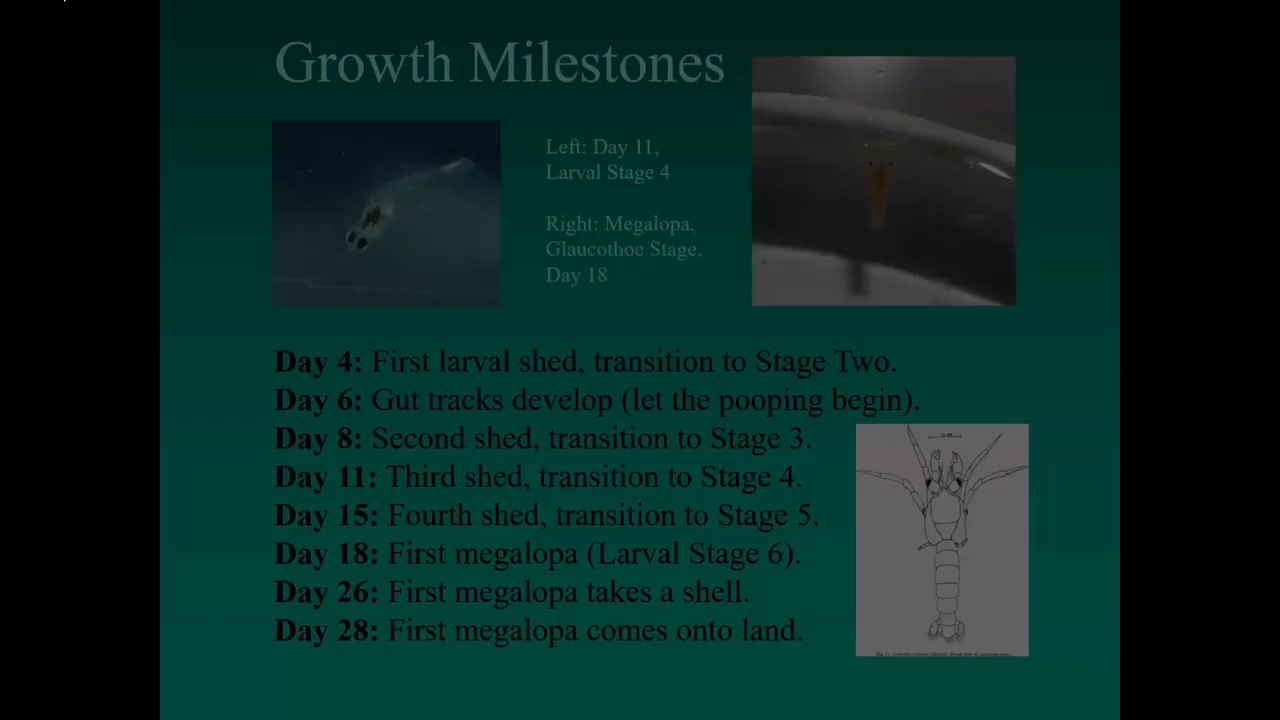 Growth Milestones
Left: Day 11,
Larval Stage 4
Right: Megalopa,
Glaucothoe Stage,
Day 18
Day 4: First larval shed, transition to Stage Two.
Day 6: Gut tracks develop (let the pooping begin).
Day 8: Second shed, transition to Stage 3.
Day 11: Third shed, transition to Stage 4.
Day 15: Fourth shed, transition to Stage 5.
Day 18: First megalopa (Larval Stage 6).
Day 26: First megalopa takes a shell.
Day 28: First megalopa comes onto land.